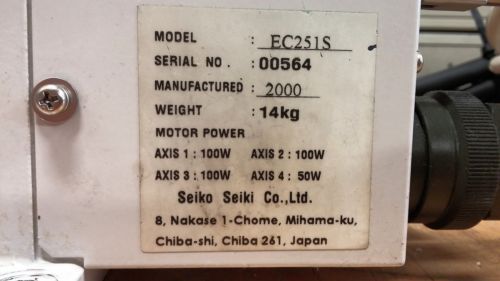 MODEL : EC251S
SERIAL NO. : 00564
MANUFACTURED : 2000
WEIGHT : 14kg
MOTOR POWER
AXIS 1 : 100W AXIS 2 : 100W
AXIS 3 : 100W AXIS 4 : 50W
Seiko Seiki Co.,Ltd.
8, Nakase 1-Chome, Mihama-ku,
Chiba-shi, Chiba 261, Japan